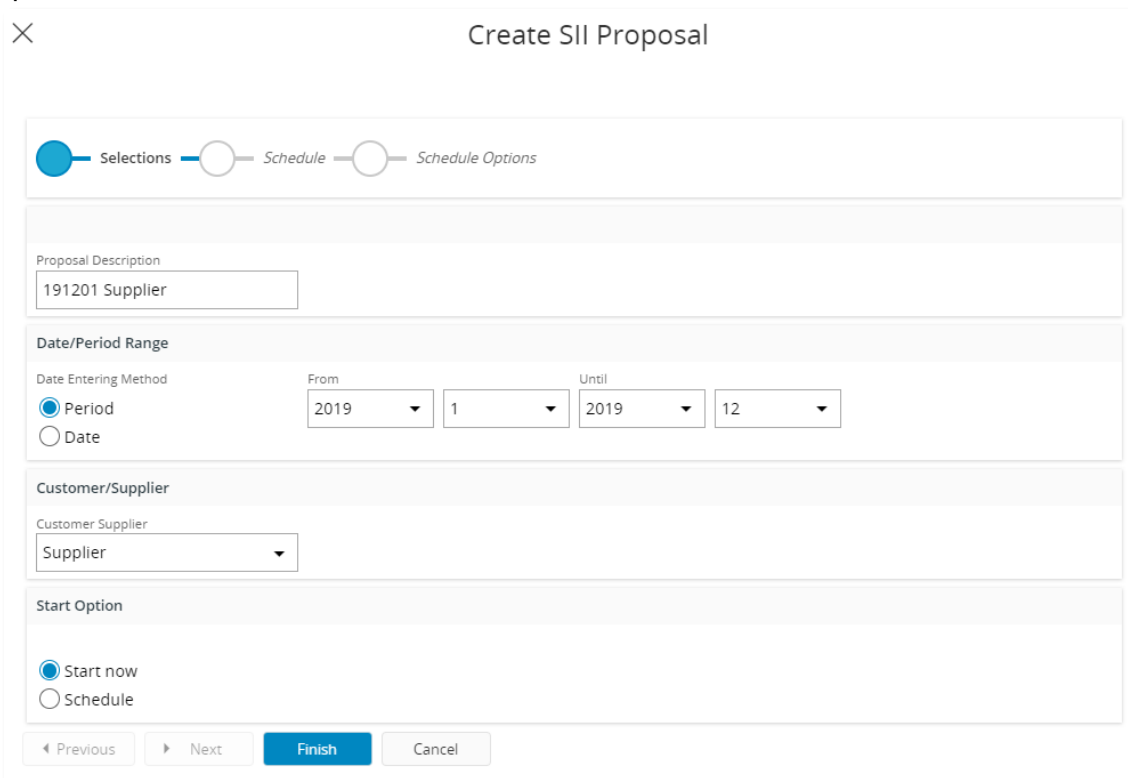 Create SII Proposal
Selections Schedule Schedule Options
Proposal Description
191201 Supplier
Date/Period Range
Date Entering Method From Until
Period 2019 1 2019 12
Date
Customer/Supplier
Customer Supplier
Supplier
Start Option
Start now
Schedule
Previous Next Finish Cancel